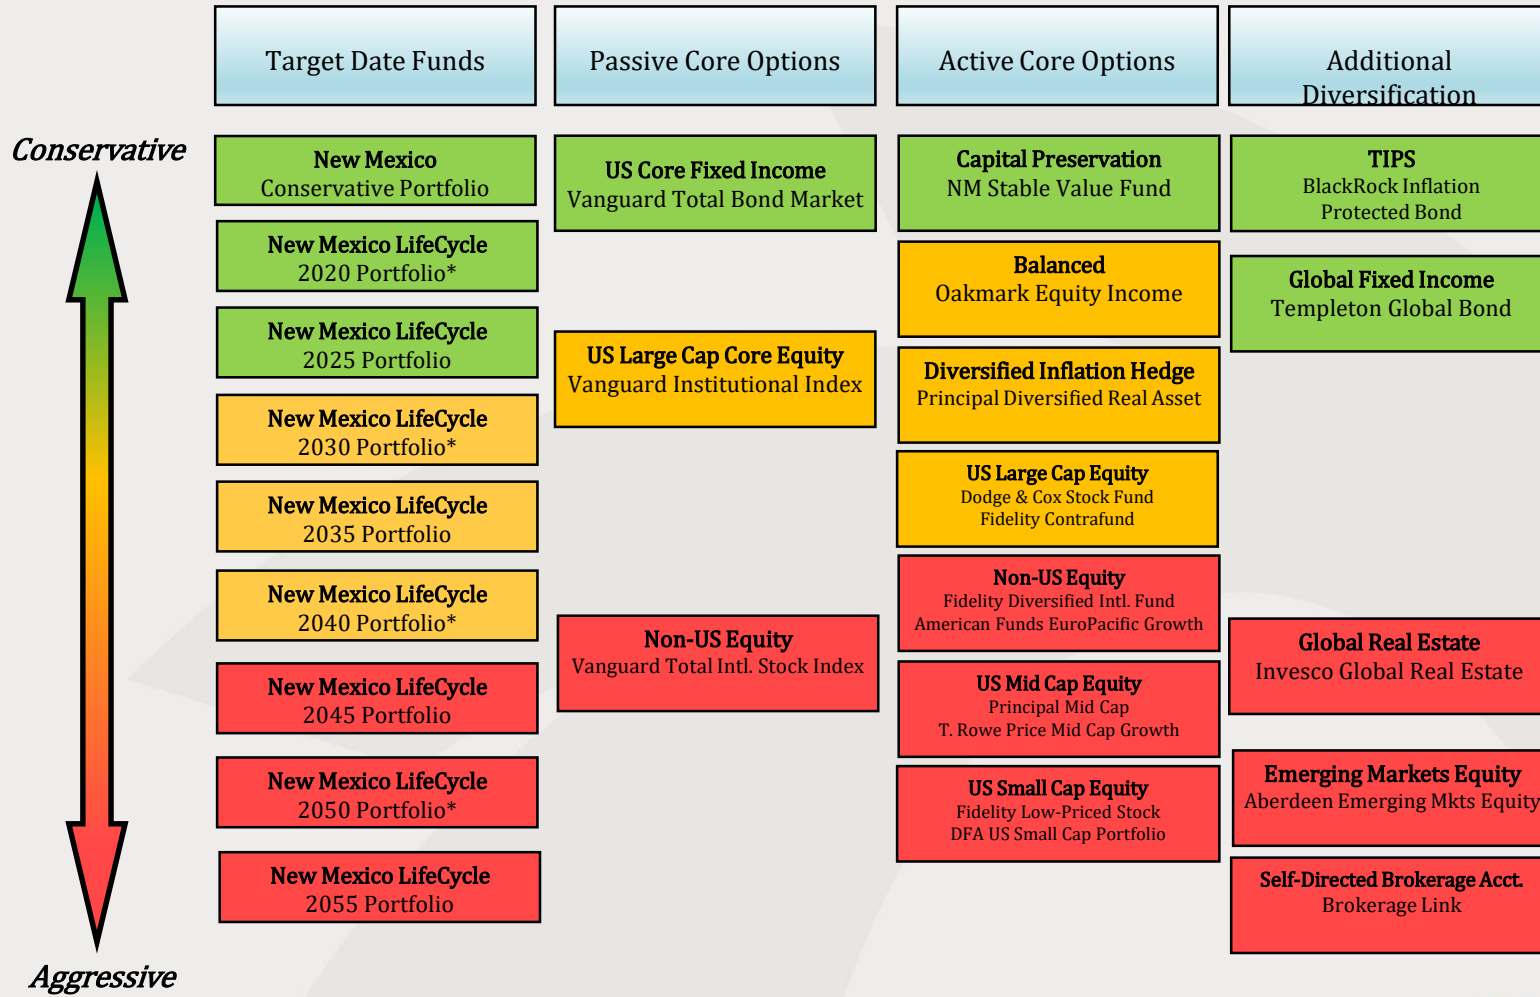 Target Date Funds
Passive Core Options
Active Core Options
Additional
Diversification
Conservative
New Mexico
Conservative Portfolio
New Mexico LifeCycle
2020 Portfolio*
New Mexico LifeCycle
2025 Portfolio
New Mexico LifeCycle
2030 Portfolio*
New Mexico LifeCycle
2035 Portfolio
New Mexico LifeCycle
2040 Portfolio*
New Mexico LifeCycle
2045 Portfolio
New Mexico LifeCycle
2050 Portfolio*
New Mexico LifeCycle
2055 Portfolio
Aggressive
US Core Fixed Income
Vanguard Total Bond Market
US Large Cap Core Equity
Vanguard Institutional Index
Non-US Equity
Vanguard Total Intl. Stock Index
Capital Preservation
NM Stable Value Fund
Balanced
Oakmark Equity Income
Diversified Inflation Hedge
Principal Diversified Real Asset
US Large Cap Equity
Dodge & Cox Stock Fund
Fidelity Contrafund
Non-US Equity
Fidelity Diversified Intl. Fund
American Funds EuroPacific Growth
US Mid Cap Equity
Principal Mid Cap
T. Rowe Price Mid Cap Growth
US Small Cap Equity
Fidelity Low-Priced Stock
DFA US Small Cap Portfolio
TIPS
BlackRock Inflation
Protected Bond
Global Fixed Income
Templeton Global Bond
Global Real Estate
Invesco Global Real Estate
Emerging Markets Equity
Aberdeen Emerging Mkts Equity
Self-Directed Brokerage Acct.
Brokerage Link